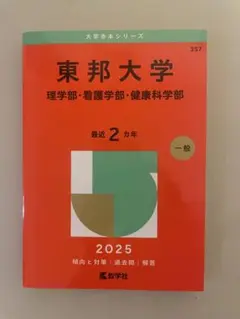 大学赤本シリーズ
357
東邦大学
理学部・看護学部・健康科学部
最近2カ年
一般
2025
傾向と対策|過去問|解答
教学社